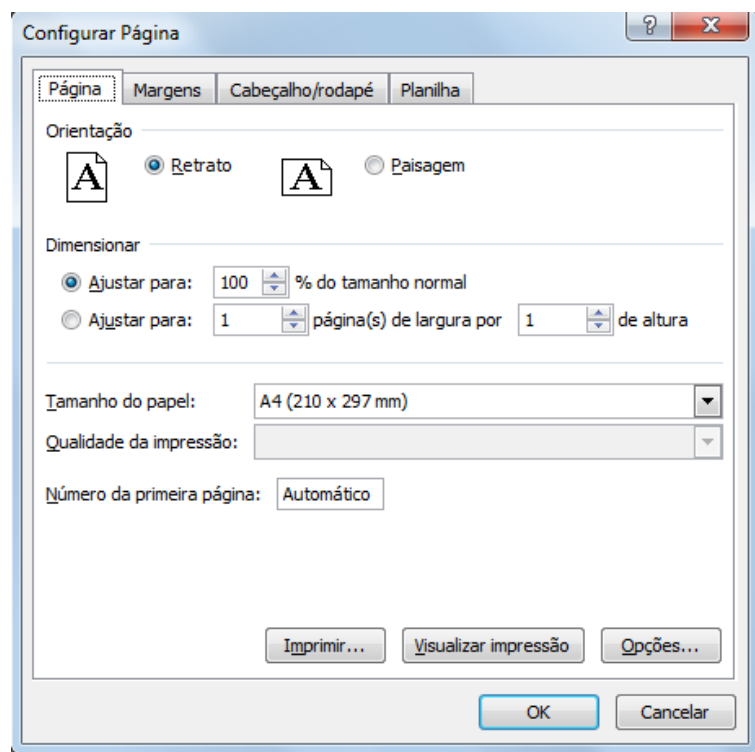 Configurar Página
Página Margens Cabeçalho/rodapé Planilha
Orientação
A Retrato A Paisagem
Dimensionar
Ajustar para: 100 % do tamanho normal
Ajustar para: 1 página(s) de largura por 1 de altura
Tamanho do papel: A4 (210 x 297 mm)
Qualidade da impressão:
Número da primeira página: Automático
Imprimir... Visualizar impressão Opções...
OK Cancelar